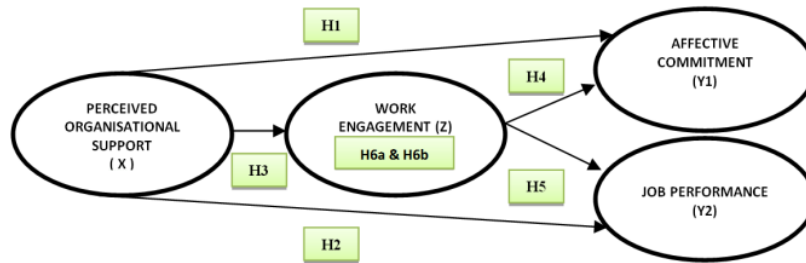 H1
AFFECTIVE
COMMITMENT
(Y1)
H4
PERCEIVED
ORGANISATIONAL
SUPPORT
( X )
WORK
ENGAGEMENT (Z)
H6a & H6b
H3
H5
JOB PERFORMANCE
(Y2)
H2